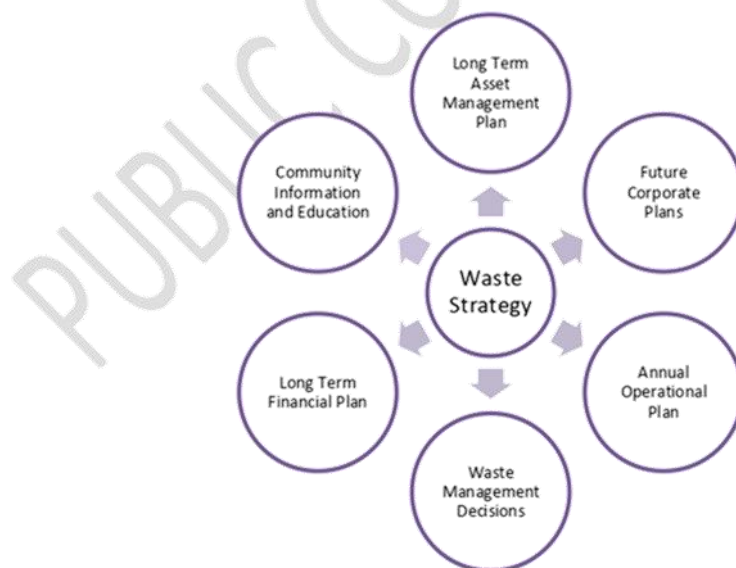 PUBLIC
Long Term
Asset
Management
Plan
Community
Information
and Education
Future
Corporate
Plans
Waste
Strategy
Long Term
Financial Plan
Annual
Operational
Plan
Waste
Management
Decisions